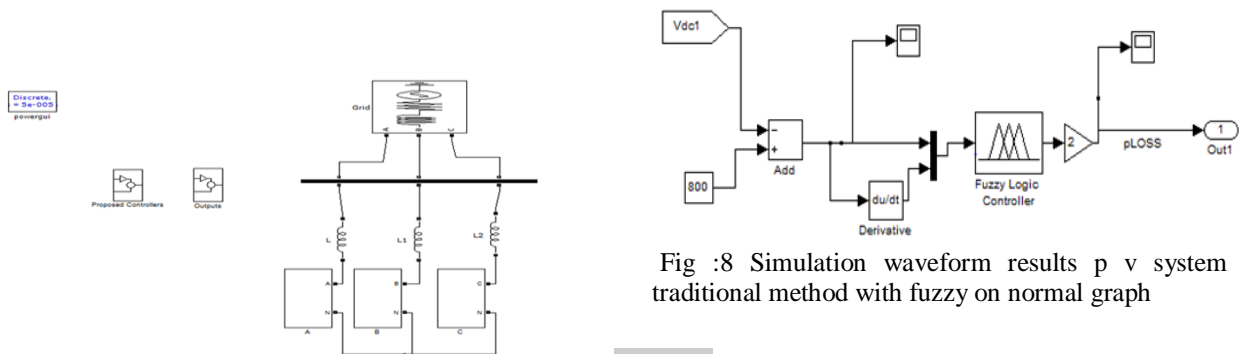 Discrete,
= 5e-005
powergui
Proposed Controllers
Outputs
Grid
A
B
C
L
L1
L2
A
N
A
B
N
B
C
N
C
Vdc1
800
Add
du/dt
Derivative
Fuzzy Logic
Controller
2
pLOSS
1
Out1
Fig :8 Simulation waveform results p v system
traditional method with fuzzy on normal graph